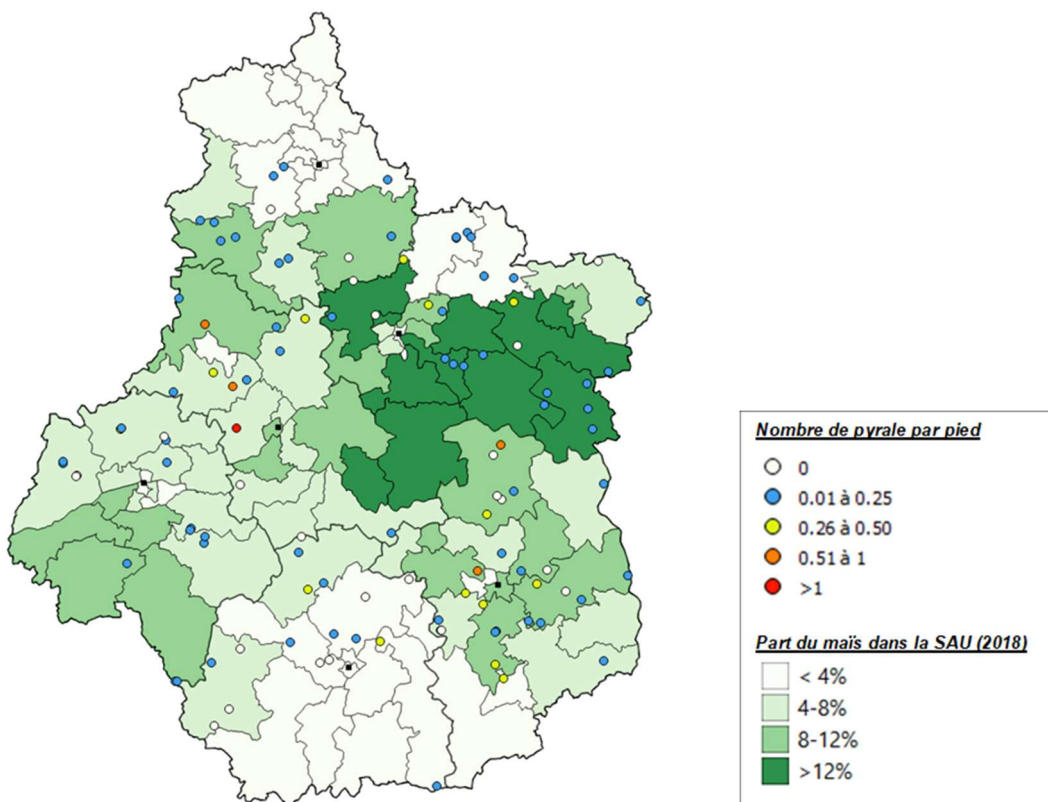 Nombre de pyrale par pied
0
0.01 à 0.25
0.26 à 0.50
0.51 à 1
>1
Part du maïs dans la SAU (2018)
< 4%
4-8%
8-12%
>12%